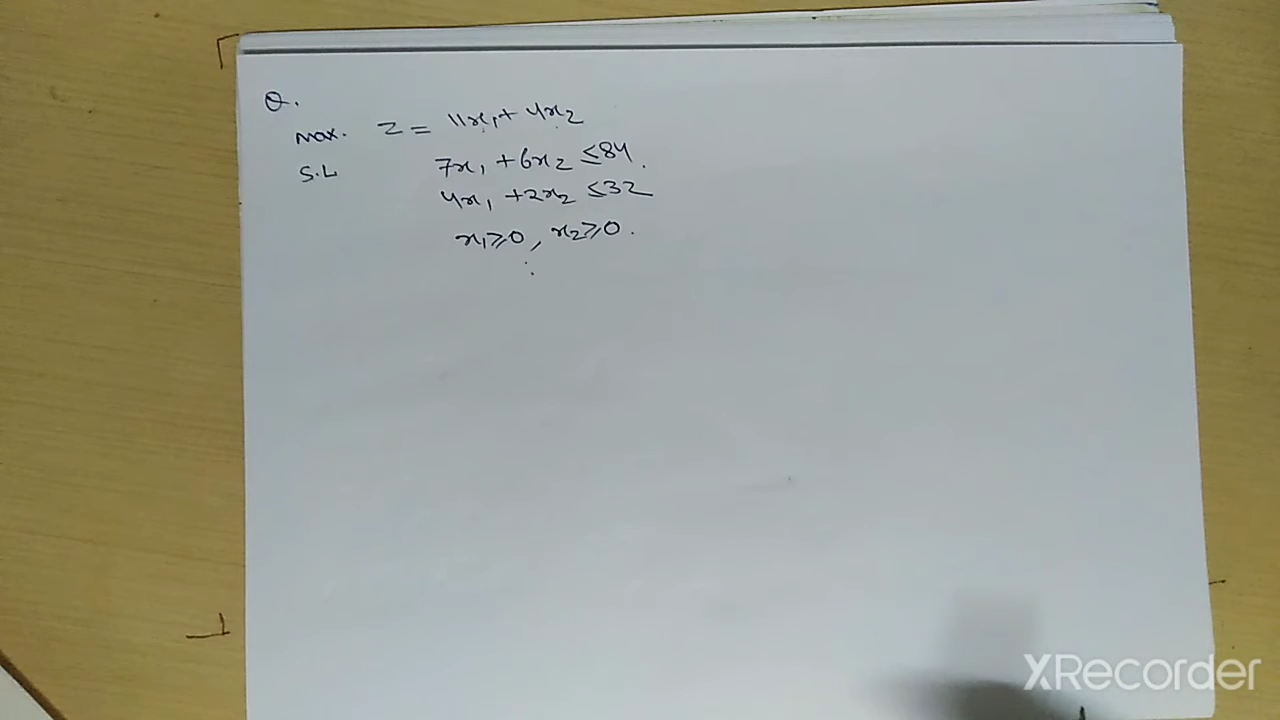 Q.
Max. Z = 11x₁ + 4x₂
S.t. 7x₁ + 6x₂ ≤ 84.
4x₁ + 2x₂ ≤ 32
x₁ ≥ 0, x₂ ≥ 0.
XRecorder